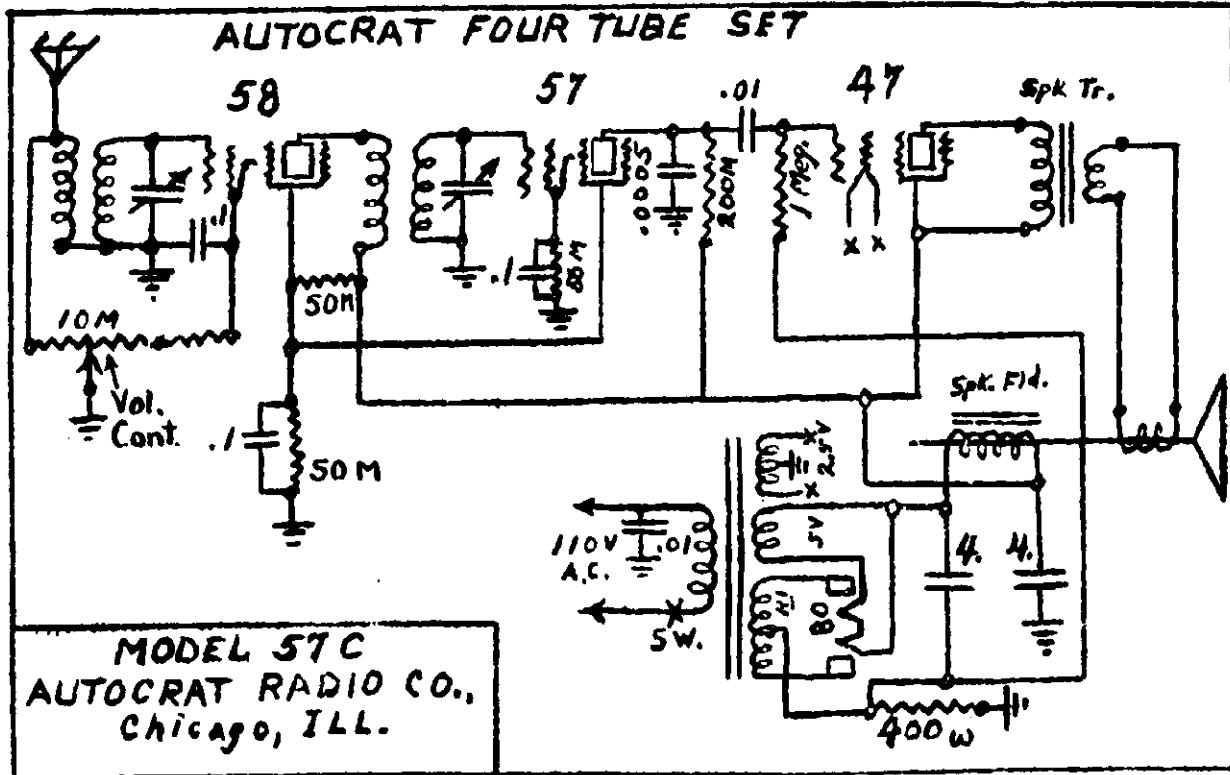 AUTOCRAT FOUR TUBE SET
58
57
.01
47
Spk Tr.
.1
.0005
200M
1 Meg.
x x
50M
.1
10M
Vol.
Cont.
.1
50M
Spk. Fld.
x
2.5V
x
5V
110V
A.C.
.01
4.
4.
HI
80
SW.
400 ω
MODEL 57C
AUTOCRAT RADIO CO.,
Chicago, ILL.